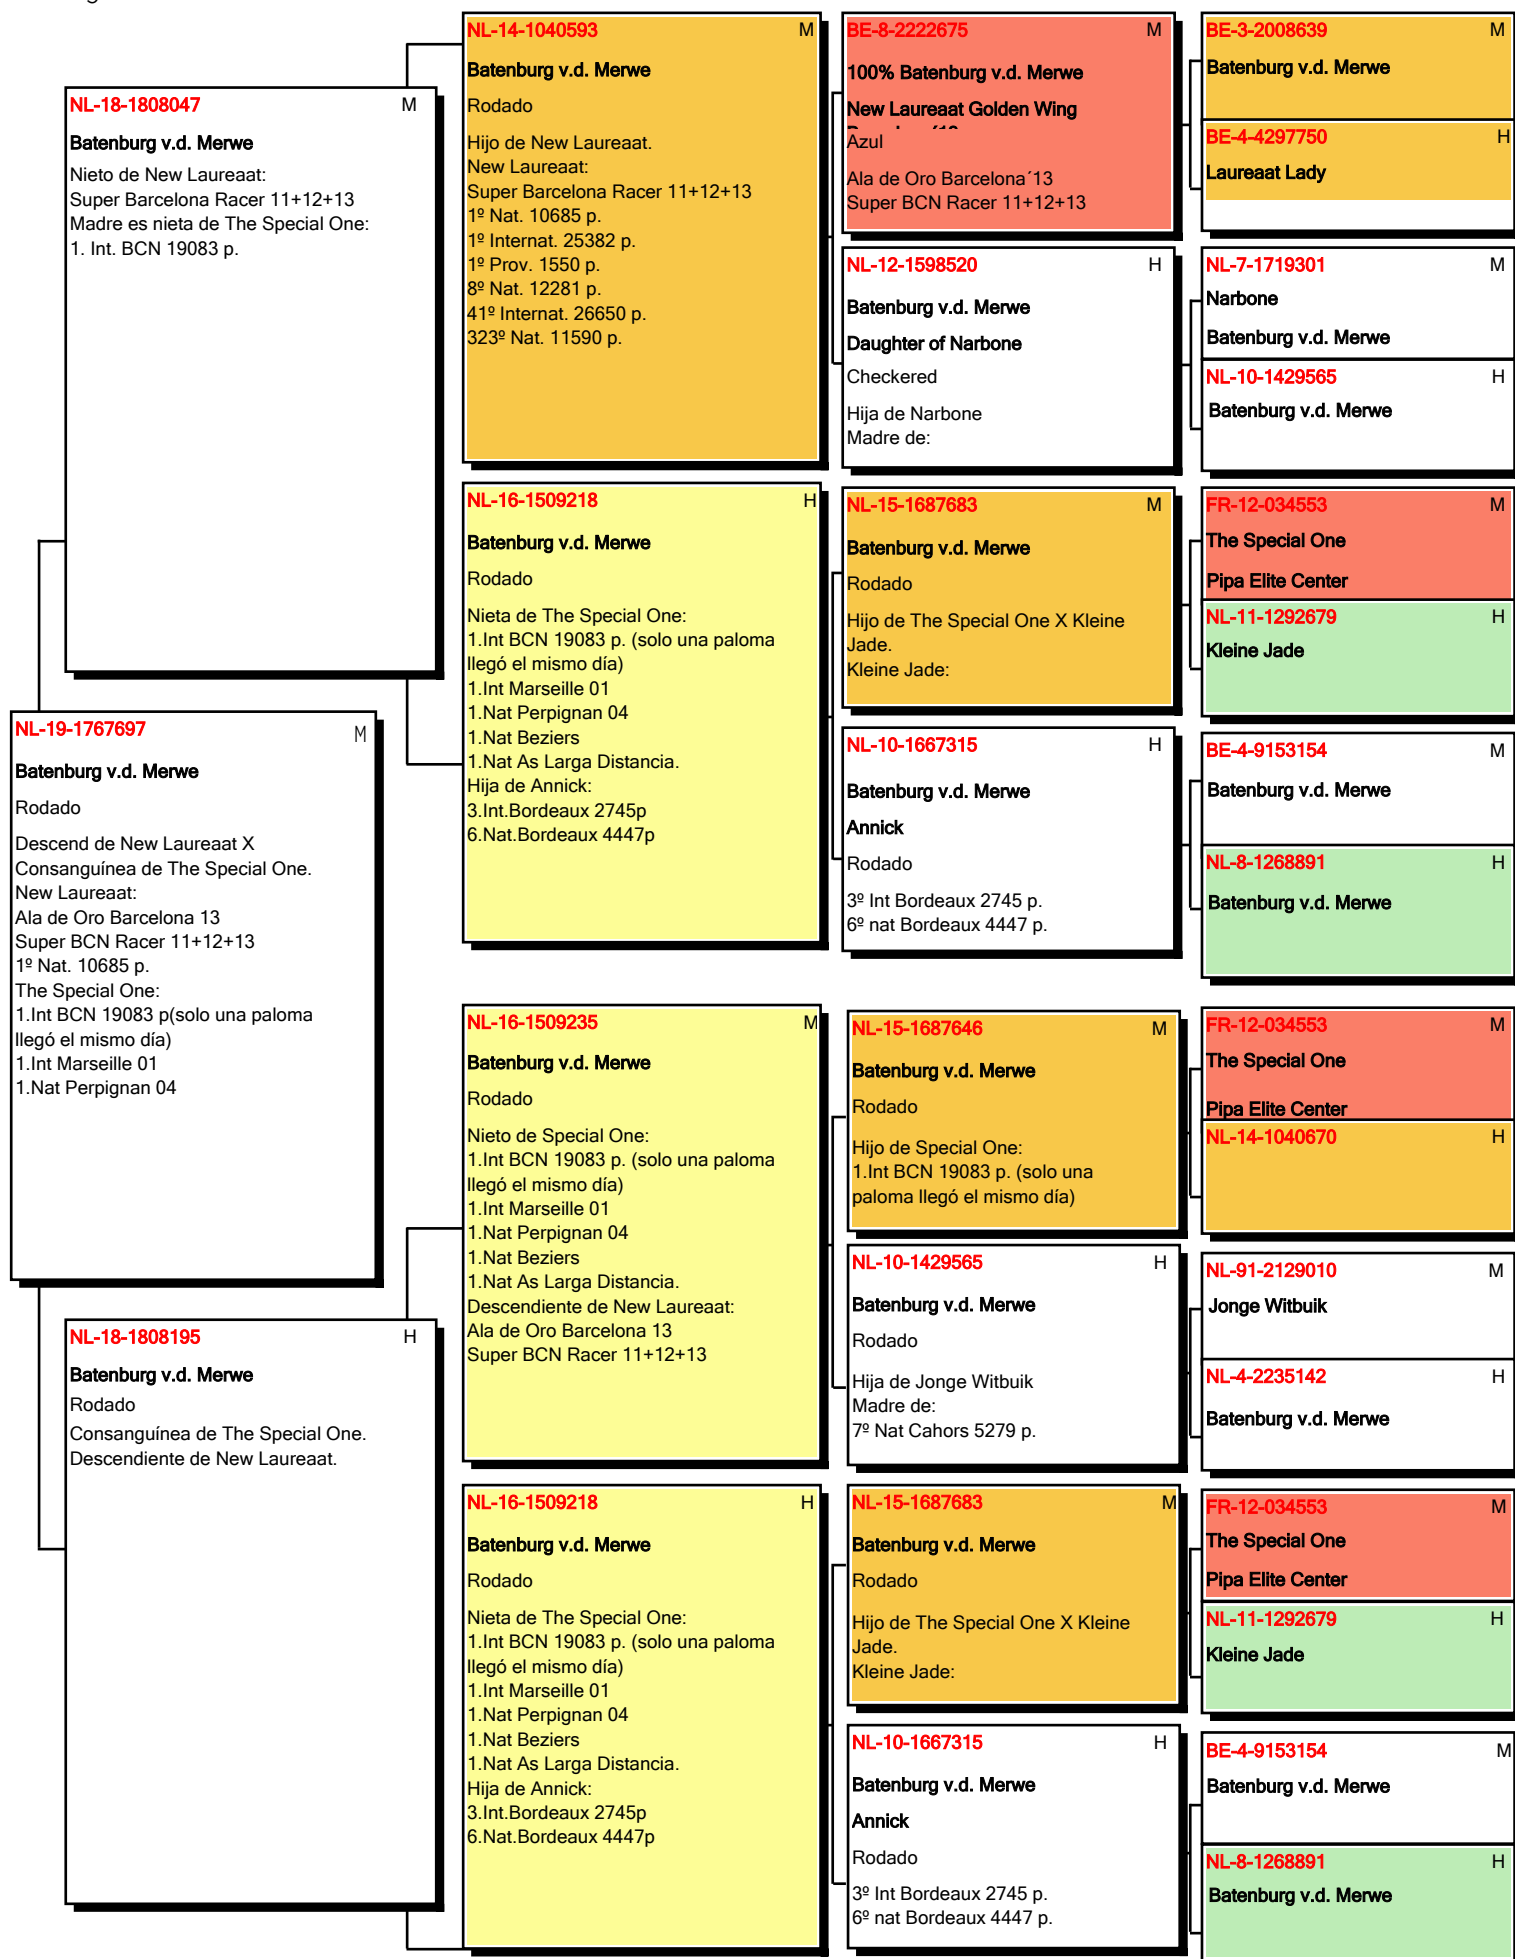 NL-19-1767697 M
Batenburg v.d. Merwe
Rodado
Descend de New Laureaat X
Consanguínea de The Special One.
New Laureaat:
Ala de Oro Barcelona 13
Super BCN Racer 11+12+13
1º Nat. 10685 p.
The Special One:
1.Int BCN 19083 p(solo una paloma
llegó el mismo día)
1.Int Marseille 01
1.Nat Perpignan 04
NL-18-1808047 M
Batenburg v.d. Merwe
Nieto de New Laureaat:
Super Barcelona Racer 11+12+13
Madre es nieta de The Special One:
1. Int. BCN 19083 p.
NL-18-1808195 H
Batenburg v.d. Merwe
Rodado
Consanguínea de The Special One.
Descendiente de New Laureaat.
NL-14-1040593 M
Batenburg v.d. Merwe
Rodado
Hijo de New Laureaat.
New Laureaat:
Super Barcelona Racer 11+12+13
1º Nat. 10685 p.
1º Internat. 25382 p.
1º Prov. 1550 p.
8º Nat. 12281 p.
41º Internat. 26650 p.
323º Nat. 11590 p.
NL-16-1509218 H
Batenburg v.d. Merwe
Rodado
Nieta de The Special One:
1.Int BCN 19083 p. (solo una paloma
llegó el mismo día)
1.Int Marseille 01
1.Nat Perpignan 04
1.Nat Beziers
1.Nat As Larga Distancia.
Hija de Annick:
3.Int.Bordeaux 2745p
6.Nat.Bordeaux 4447p
NL-16-1509235 M
Batenburg v.d. Merwe
Rodado
Nieto de Special One:
1.Int BCN 19083 p. (solo una paloma
llegó el mismo día)
1.Int Marseille 01
1.Nat Perpignan 04
1.Nat Beziers
1.Nat As Larga Distancia.
Descendiente de New Laureaat:
Ala de Oro Barcelona 13
Super BCN Racer 11+12+13
NL-16-1509218 H
Batenburg v.d. Merwe
Rodado
Nieta de The Special One:
1.Int BCN 19083 p. (solo una paloma
llegó el mismo día)
1.Int Marseille 01
1.Nat Perpignan 04
1.Nat Beziers
1.Nat As Larga Distancia.
Hija de Annick:
3.Int.Bordeaux 2745p
6.Nat.Bordeaux 4447p
BE-8-2222675 M
100% Batenburg v.d. Merwe
New Laureaat Golden Wing
Azul
Ala de Oro Barcelona´13
Super BCN Racer 11+12+13
NL-12-1598520 H
Batenburg v.d. Merwe
Daughter of Narbone
Checkered
Hija de Narbone
Madre de:
NL-15-1687683 M
Batenburg v.d. Merwe
Rodado
Hijo de The Special One X Kleine
Jade.
Kleine Jade:
NL-10-1667315 H
Batenburg v.d. Merwe
Annick
Rodado
3º Int Bordeaux 2745 p.
6º nat Bordeaux 4447 p.
NL-15-1687646 M
Batenburg v.d. Merwe
Rodado
Hijo de Special One:
1.Int BCN 19083 p. (solo una
paloma llegó el mismo día)
NL-10-1429565 H
Batenburg v.d. Merwe
Rodado
Hija de Jonge Witbuik
Madre de:
7º Nat Cahors 5279 p.
NL-15-1687683 M
Batenburg v.d. Merwe
Rodado
Hijo de The Special One X Kleine
Jade.
Kleine Jade:
NL-10-1667315 H
Batenburg v.d. Merwe
Annick
Rodado
3º Int Bordeaux 2745 p.
6º nat Bordeaux 4447 p.
BE-3-2008639 M
Batenburg v.d. Merwe
BE-4-4297750 H
Laureaat Lady
NL-7-1719301 M
Narbone
Batenburg v.d. Merwe
NL-10-1429565 H
Batenburg v.d. Merwe
FR-12-034553 M
The Special One
Pipa Elite Center
NL-11-1292679 H
Kleine Jade
BE-4-9153154 M
Batenburg v.d. Merwe
NL-8-1268891 H
Batenburg v.d. Merwe
FR-12-034553 M
The Special One
Pipa Elite Center
NL-14-1040670 H
NL-91-2129010 M
Jonge Witbuik
NL-4-2235142 H
Batenburg v.d. Merwe
FR-12-034553 M
The Special One
Pipa Elite Center
NL-11-1292679 H
Kleine Jade
BE-4-9153154 M
Batenburg v.d. Merwe
NL-8-1268891 H
Batenburg v.d. Merwe